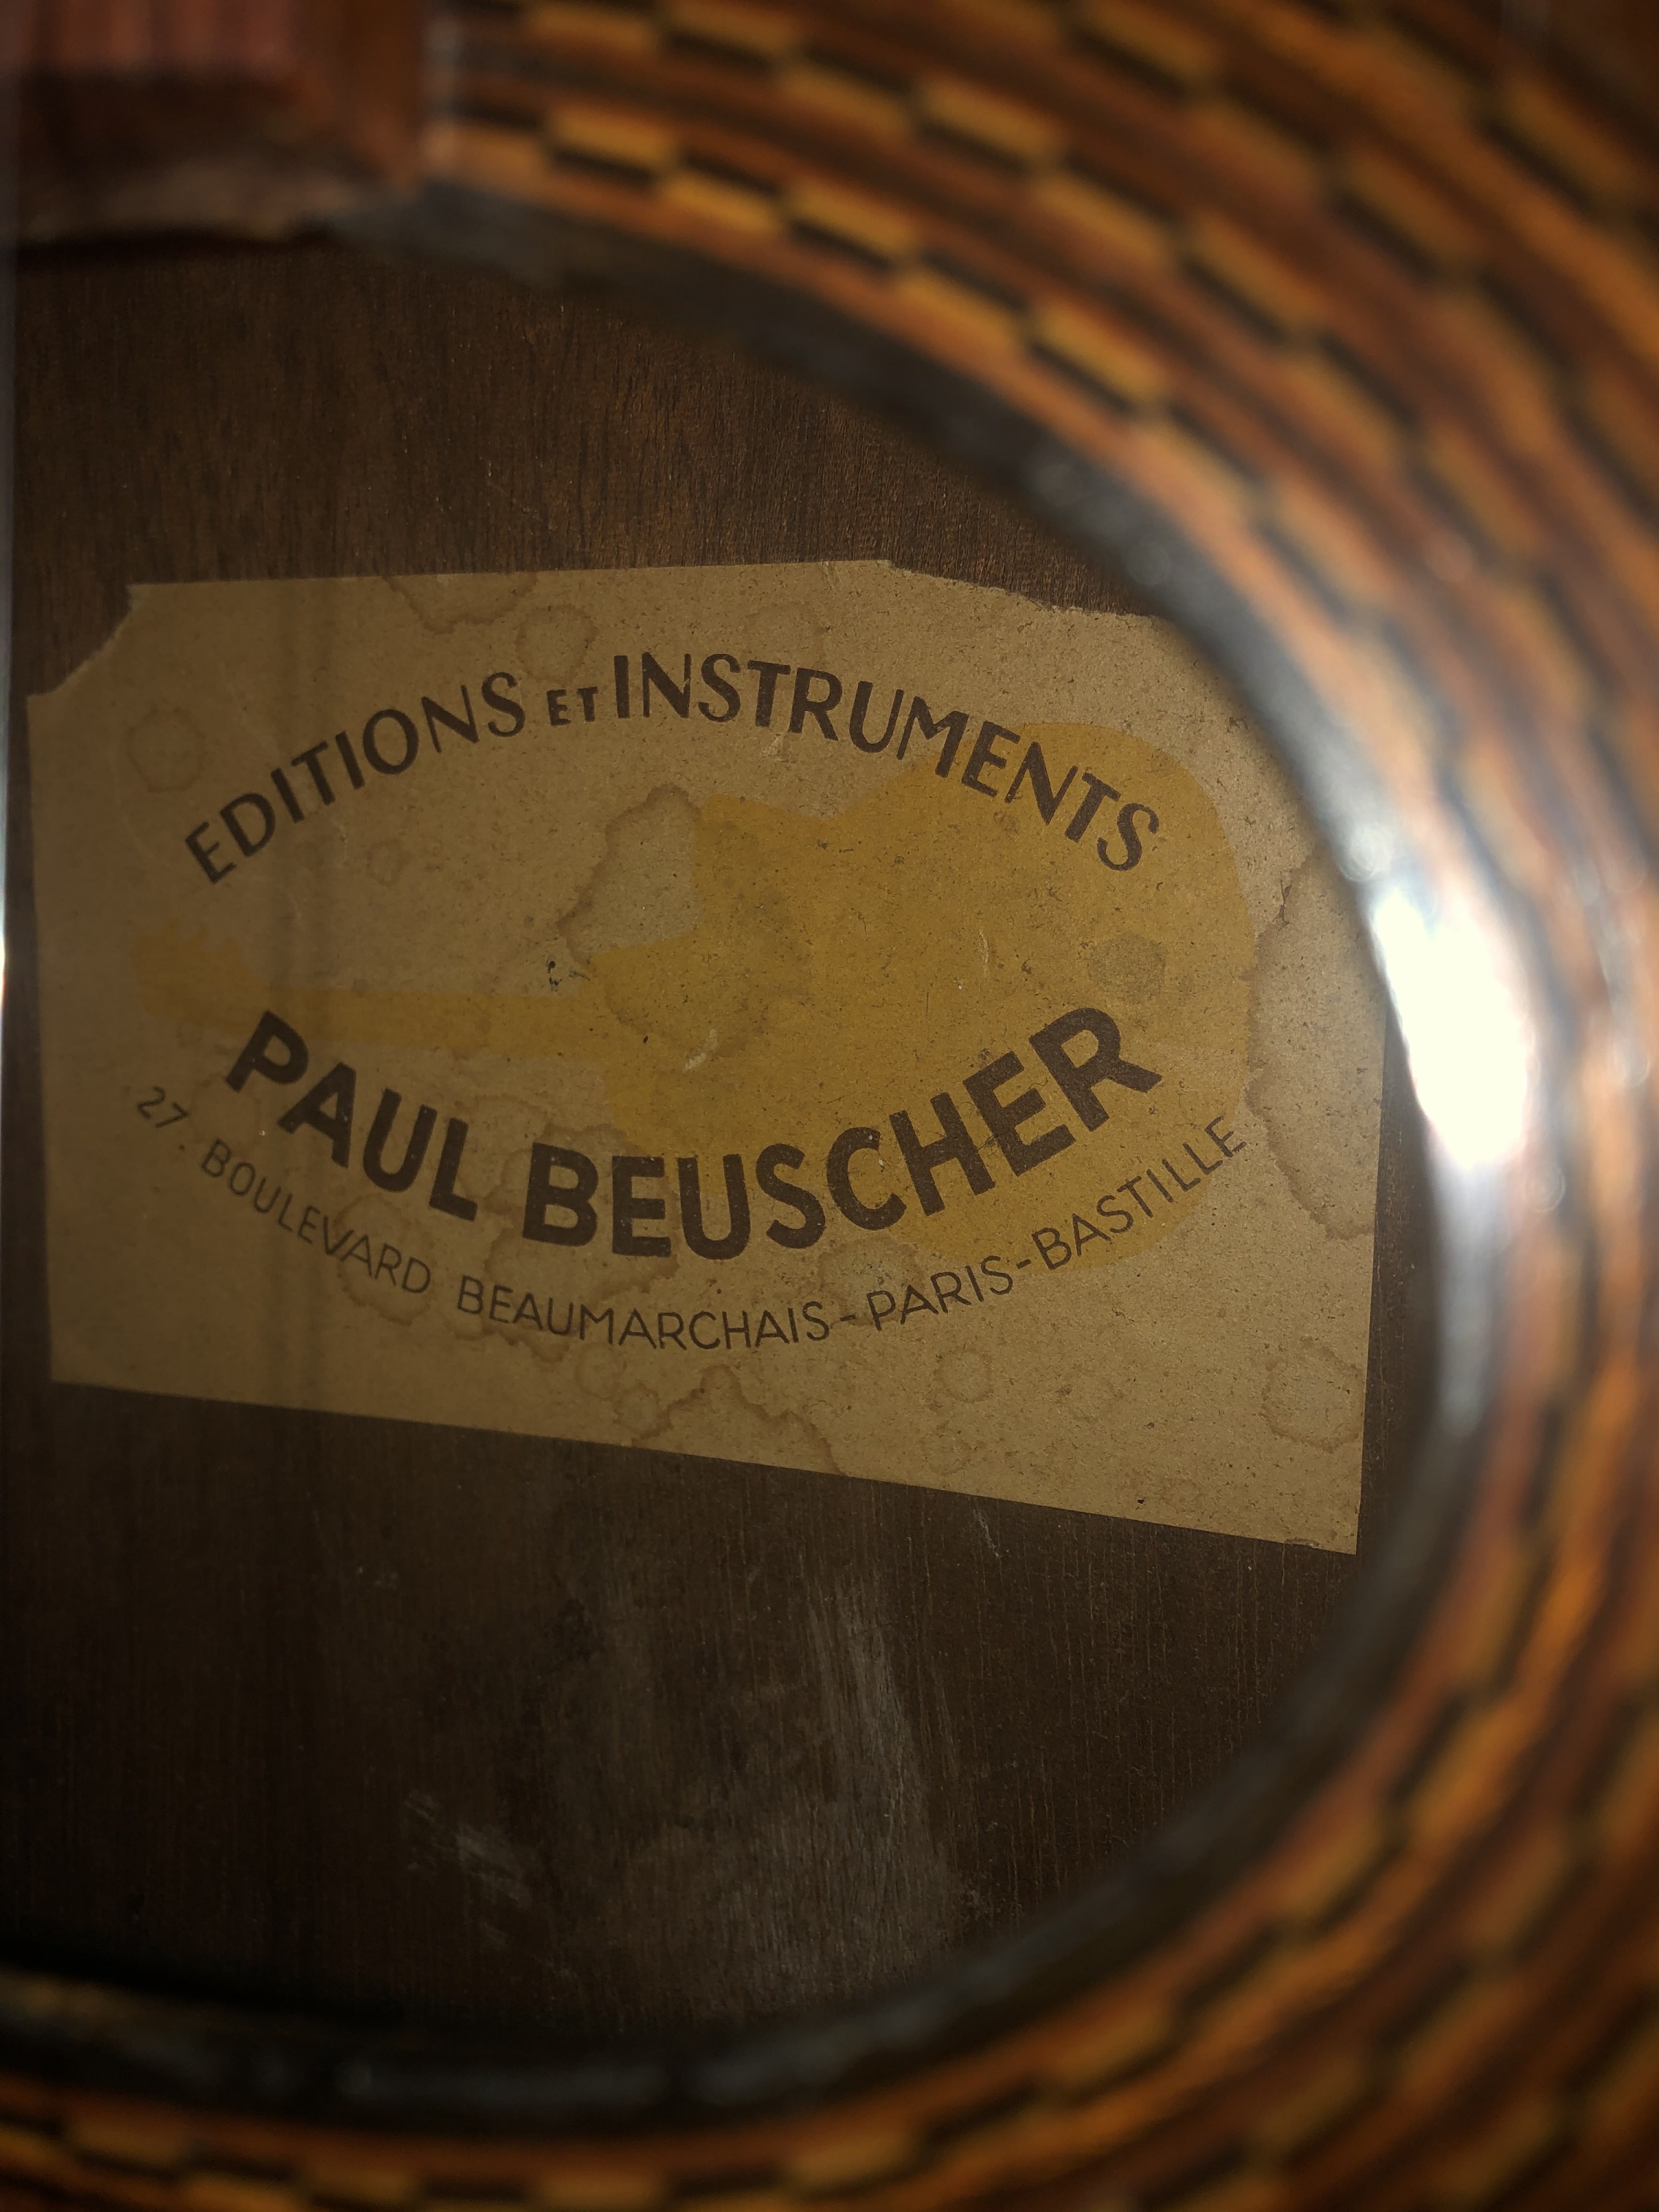 EDITIONS ET INSTRUMENTS
PAUL BEUSCHER
27. BOULEVARD BEAUMARCHAIS-PARIS-BASTILLE